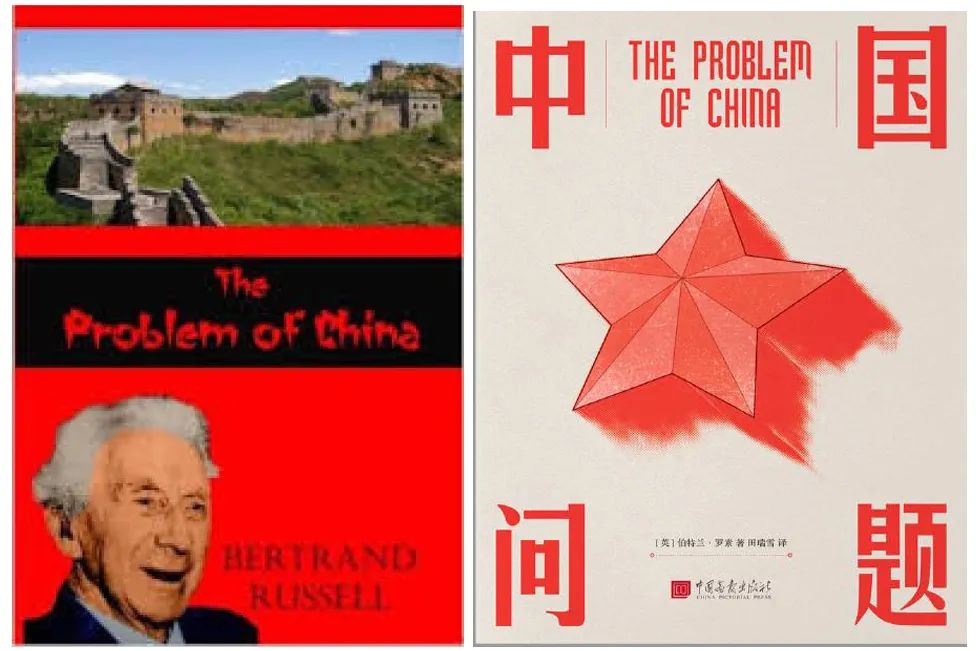 The
Problem of China
BERTRAND
RUSSELL
中国
THE PROBLEM
OF CHINA
问题
[英] 伯特兰·罗素 著 田瑞雪 译
中国画报出版社
CHINA PICTORIAL PRESS